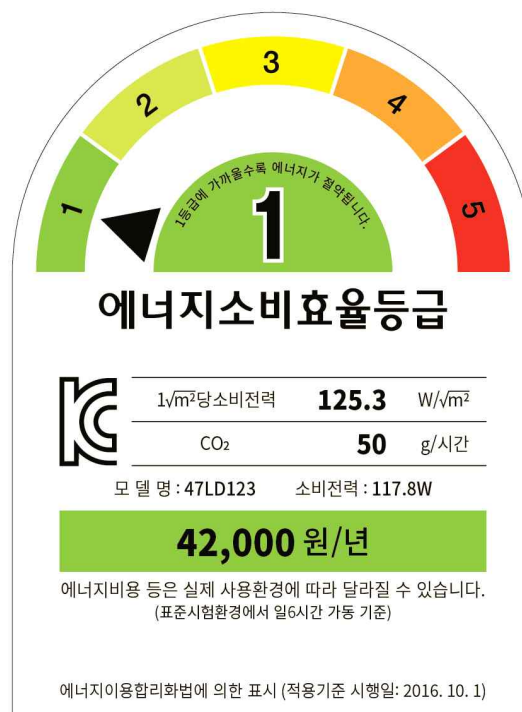 1 2 3 4 5
1등급에 가까울수록 에너지가 절약됩니다.
1
에너지소비효율등급
1√m²당소비전력 125.3 W/√m²
CO₂ 50 g/시간
모 델 명 : 47LD123 소비전력 : 117.8W
42,000 원/년
에너지비용 등은 실제 사용환경에 따라 달라질 수 있습니다.
(표준시험환경에서 일6시간 가동 기준)
에너지이용합리화법에 의한 표시 (적용기준 시행일: 2016. 10. 1)